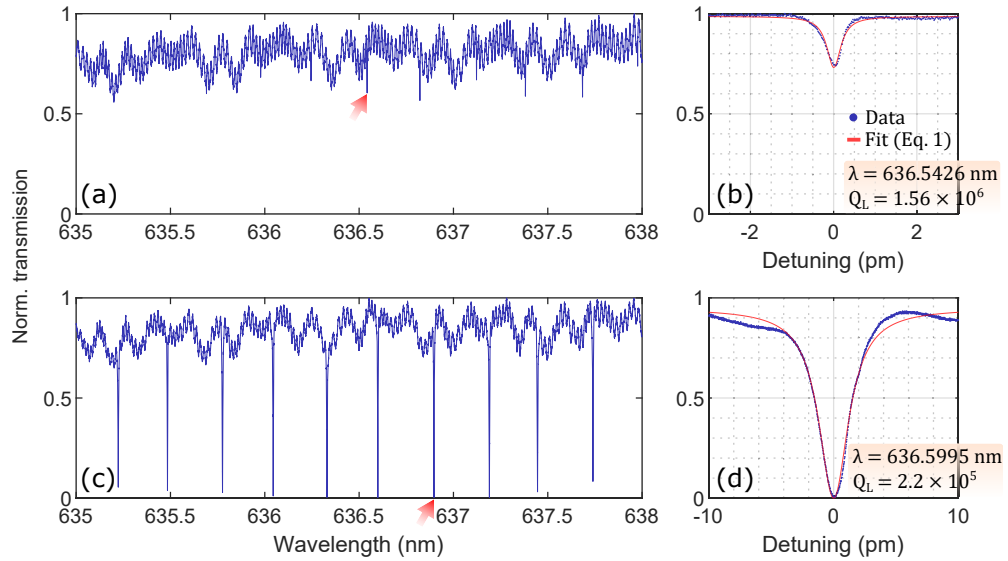 Norm. transmission
1
0.5
0
(a)
635
635.5
636
636.5
637
637.5
638
1
0.5
0
(b)
Data
Fit (Eq. 1)
λ = 636.5426 nm
Q_L = 1.56 × 10^6
-2
0
2
Detuning (pm)
1
0.5
0
(c)
635
635.5
636
636.5
637
637.5
638
Wavelength (nm)
1
0.5
0
(d)
λ = 636.5995 nm
Q_L = 2.2 × 10^5
-10
0
10
Detuning (pm)